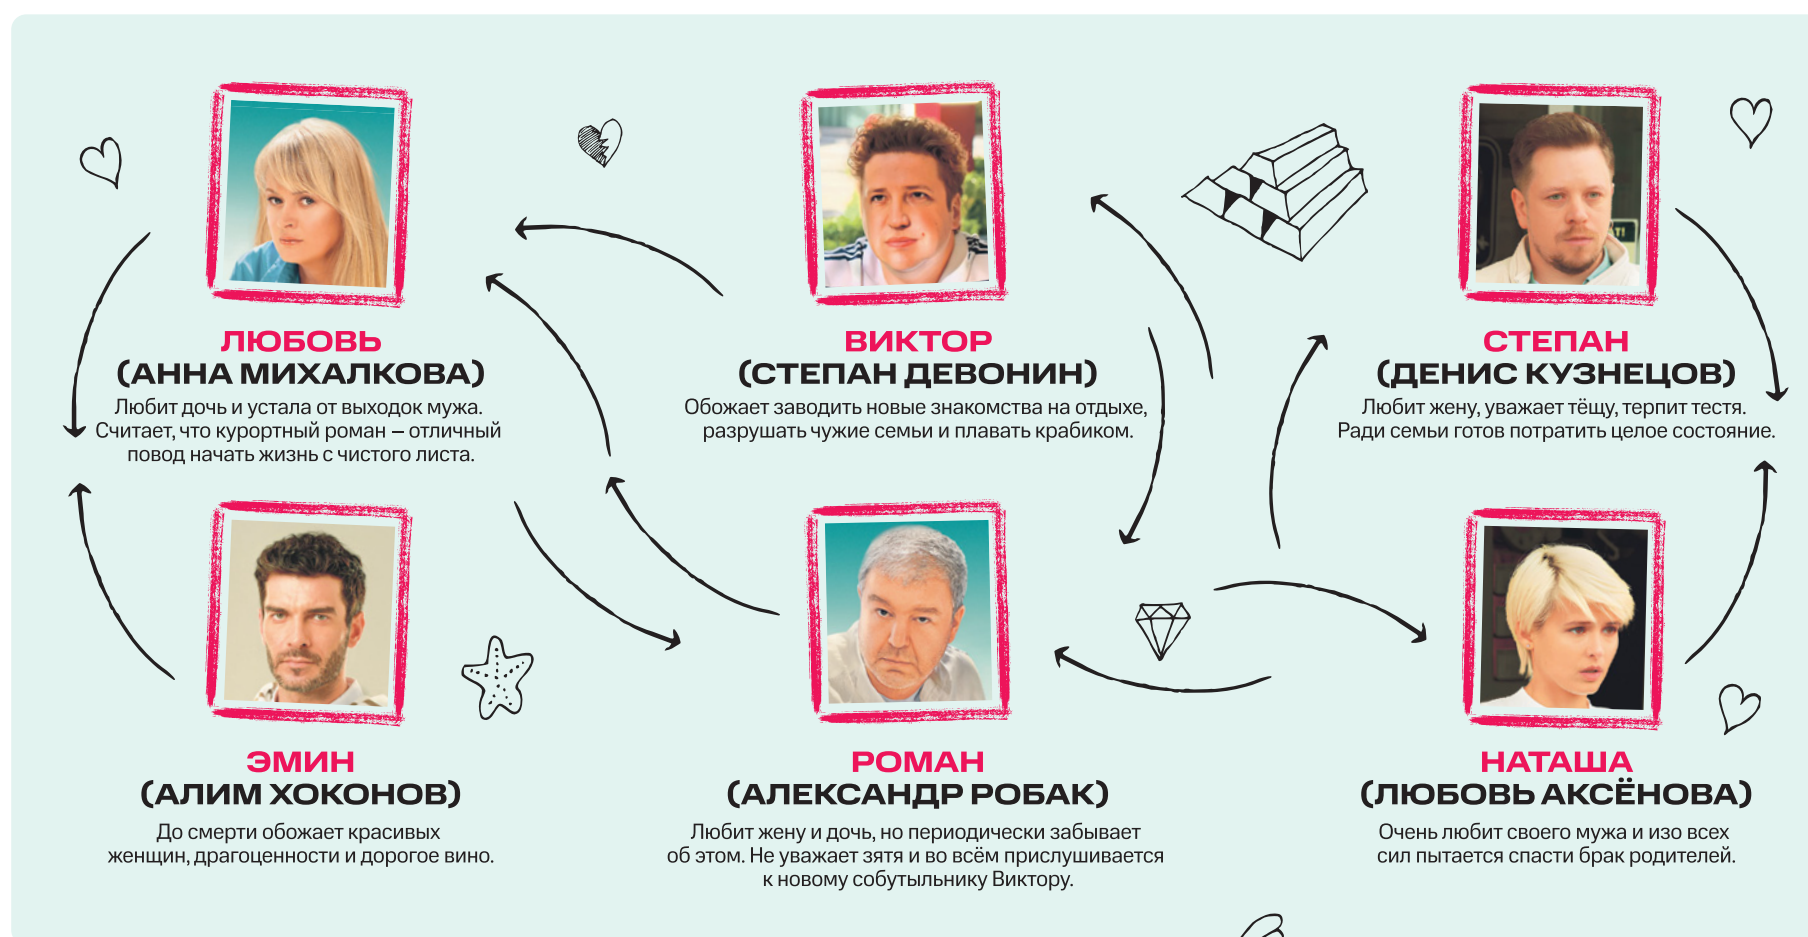 ЛЮБОВЬ
(АННА МИХАЛКОВА)
Любит дочь и устала от выходок мужа.
Считает, что курортный роман – отличный
повод начать жизнь с чистого листа.
ВИКТОР
(СТЕПАН ДЕВОНИН)
Обожает заводить новые знакомства на отдыхе,
разрушать чужие семьи и плавать крабиком.
СТЕПАН
(ДЕНИС КУЗНЕЦОВ)
Любит жену, уважает тёщу, терпит тестя.
Ради семьи готов потратить целое состояние.
ЭМИН
(АЛИМ ХОКОНОВ)
До смерти обожает красивых
женщин, драгоценности и дорогое вино.
РОМАН
(АЛЕКСАНДР РОБАК)
Любит жену и дочь, но периодически забывает
об этом. Не уважает зятя и во всём прислушивается
к новому собутыльнику Виктору.
НАТАША
(ЛЮБОВЬ АКСЁНОВА)
Очень любит своего мужа и изо всех
сил пытается спасти брак родителей.